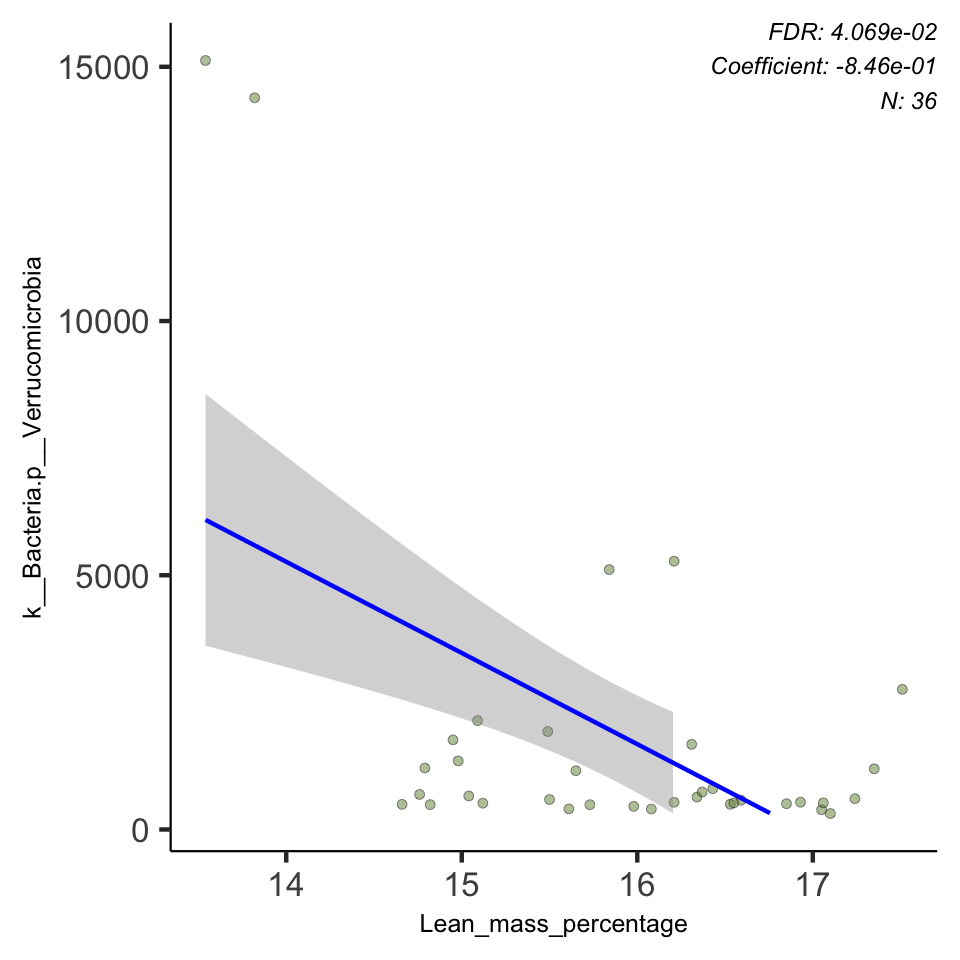 FDR: 4.069e-02
Coefficient: -8.46e-01
N: 36
15000
10000
5000
0
k__Bacteria.p__Verrucomicrobia
14 15 16 17
Lean_mass_percentage